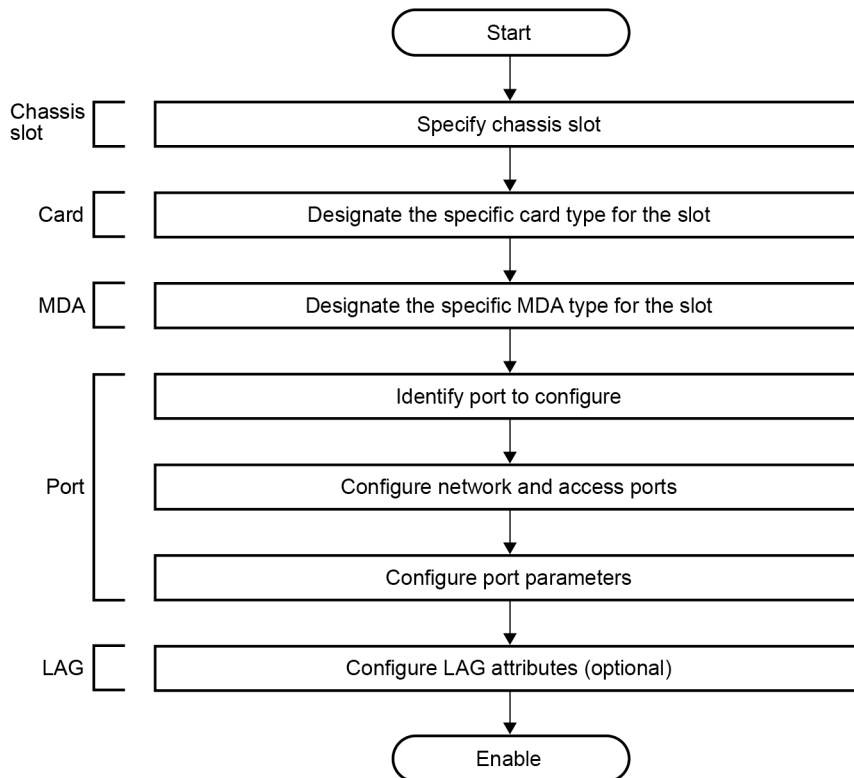 Start
Chassis
slot
Specify chassis slot
Card
Designate the specific card type for the slot
MDA
Designate the specific MDA type for the slot
Port
Identify port to configure
Configure network and access ports
Configure port parameters
LAG
Configure LAG attributes (optional)
Enable